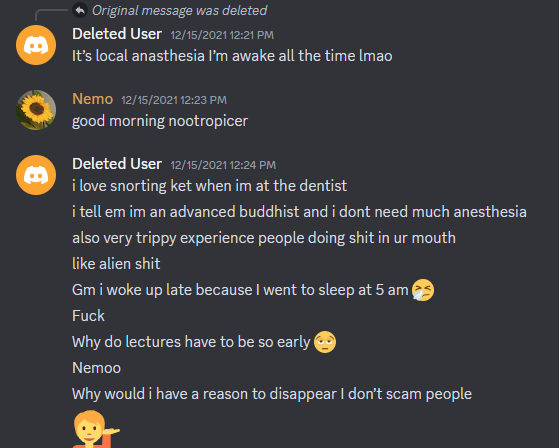 Original message was deleted
Deleted User 12/15/2021 12:21 PM
It's local anasthesia I'm awake all the time lmao
Nemo 12/15/2021 12:23 PM
good morning nootropicer
Deleted User 12/15/2021 12:24 PM
i love snorting ket when im at the dentist
i tell em im an advanced buddhist and i dont need much anesthesia
also very trippy experience people doing shit in ur mouth
like alien shit
Gm i woke up late because I went to sleep at 5 am 🤧
Fuck
Why do lectures have to be so early 🥺
Nemoo
Why would i have a reason to disappear I don't scam people